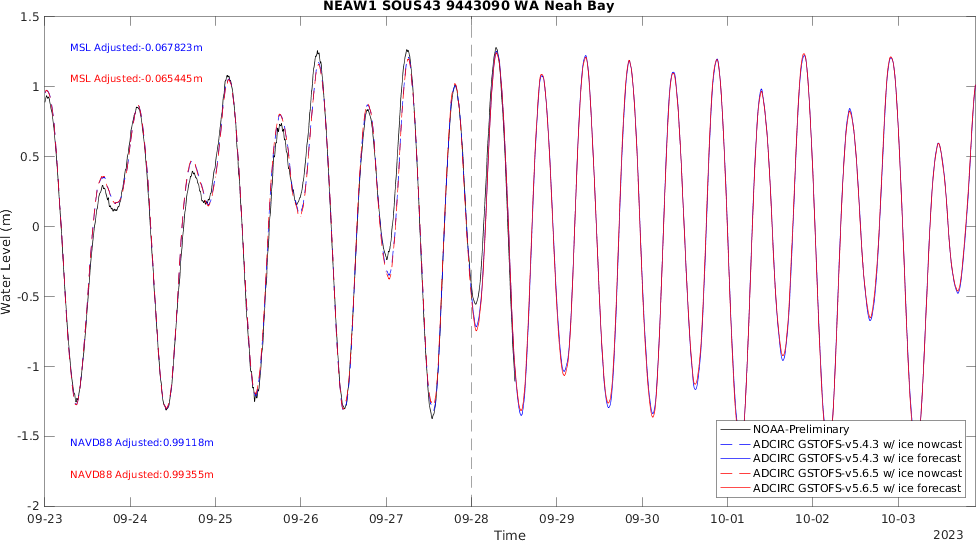 NEAW1 SOUS43 9443090 WA Neah Bay
1.5
MSL Adjusted:-0.067823m
MSL Adjusted:-0.065445m
1
0.5
0
Water Level (m)
-0.5
-1
-1.5
NAVD88 Adjusted:0.99118m
NAVD88 Adjusted:0.99355m
-2
NOAA-Preliminary
ADCIRC GSTOFS-v5.4.3 w/ ice nowcast
ADCIRC GSTOFS-v5.4.3 w/ ice forecast
ADCIRC GSTOFS-v5.6.5 w/ ice nowcast
ADCIRC GSTOFS-v5.6.5 w/ ice forecast
09-23 09-24 09-25 09-26 09-27 09-28 09-29 09-30 10-01 10-02 10-03
Time
2023